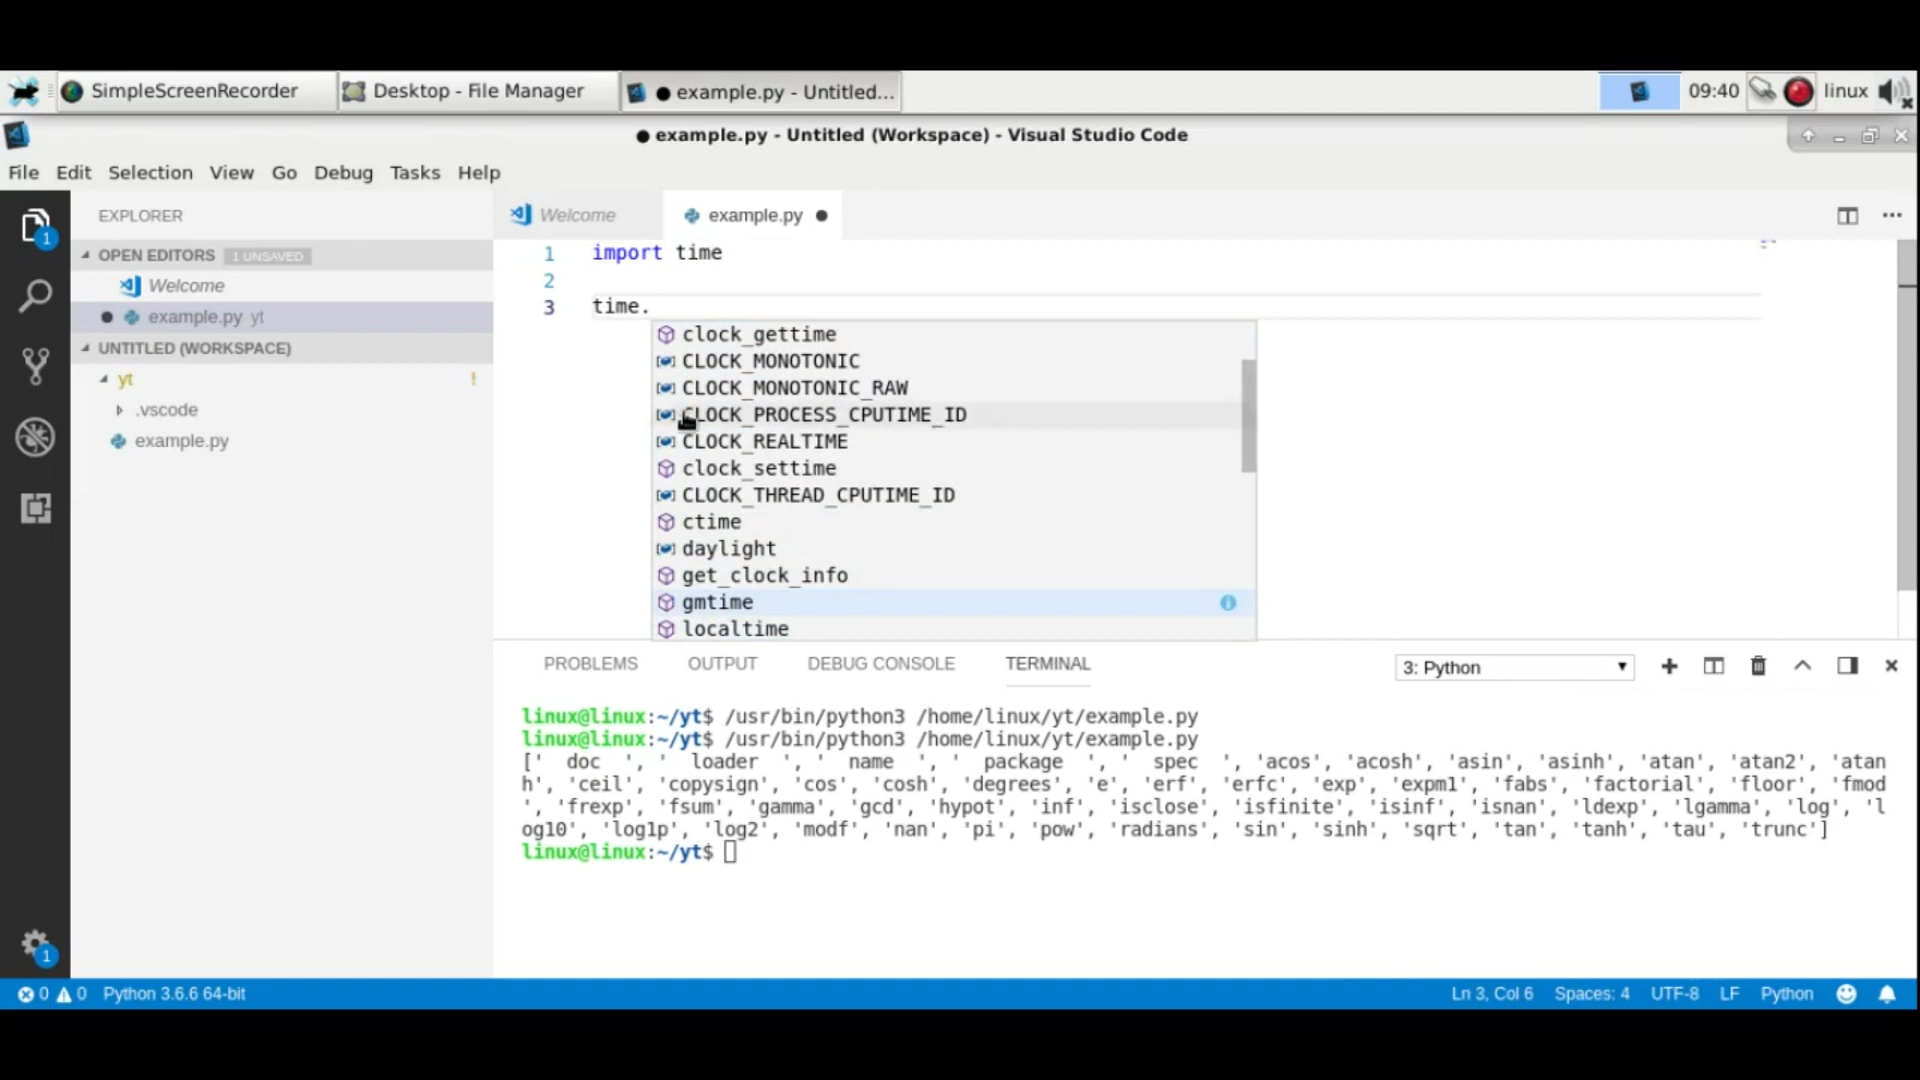 SimpleScreenRecorder
Desktop - File Manager
● example.py - Untitled...
09:40
linux
● example.py - Untitled (Workspace) - Visual Studio Code
File Edit Selection View Go Debug Tasks Help
EXPLORER
OPEN EDITORS 1 UNSAVED
Welcome
example.py yt
UNTITLED (WORKSPACE)
yt !
.vscode
example.py
1
1
Welcome
example.py ●
1 import time
2
3 time.
clock_gettime
CLOCK_MONOTONIC
CLOCK_MONOTONIC_RAW
CLOCK_PROCESS_CPUTIME_ID
CLOCK_REALTIME
clock_settime
CLOCK_THREAD_CPUTIME_ID
ctime
daylight
get_clock_info
gmtime
localtime
PROBLEMS OUTPUT DEBUG CONSOLE TERMINAL
3: Python
linux@linux:~/yt$ /usr/bin/python3 /home/linux/yt/example.py
linux@linux:~/yt$ /usr/bin/python3 /home/linux/yt/example.py
['  doc  ', '  loader  ', '  name  ', '  package  ', '  spec  ', 'acos', 'acosh', 'asin', 'asinh', 'atan', 'atan2', 'atan
h', 'ceil', 'copysign', 'cos', 'cosh', 'degrees', 'e', 'erf', 'erfc', 'exp', 'expm1', 'fabs', 'factorial', 'floor', 'fmod
', 'frexp', 'fsum', 'gamma', 'gcd', 'hypot', 'inf', 'isclose', 'isfinite', 'isinf', 'isnan', 'ldexp', 'lgamma', 'log', 'l
og10', 'log1p', 'log2', 'modf', 'nan', 'pi', 'pow', 'radians', 'sin', 'sinh', 'sqrt', 'tan', 'tanh', 'tau', 'trunc']
linux@linux:~/yt$
0 0 Python 3.6.6 64-bit
Ln 3, Col 6 Spaces: 4 UTF-8 LF Python